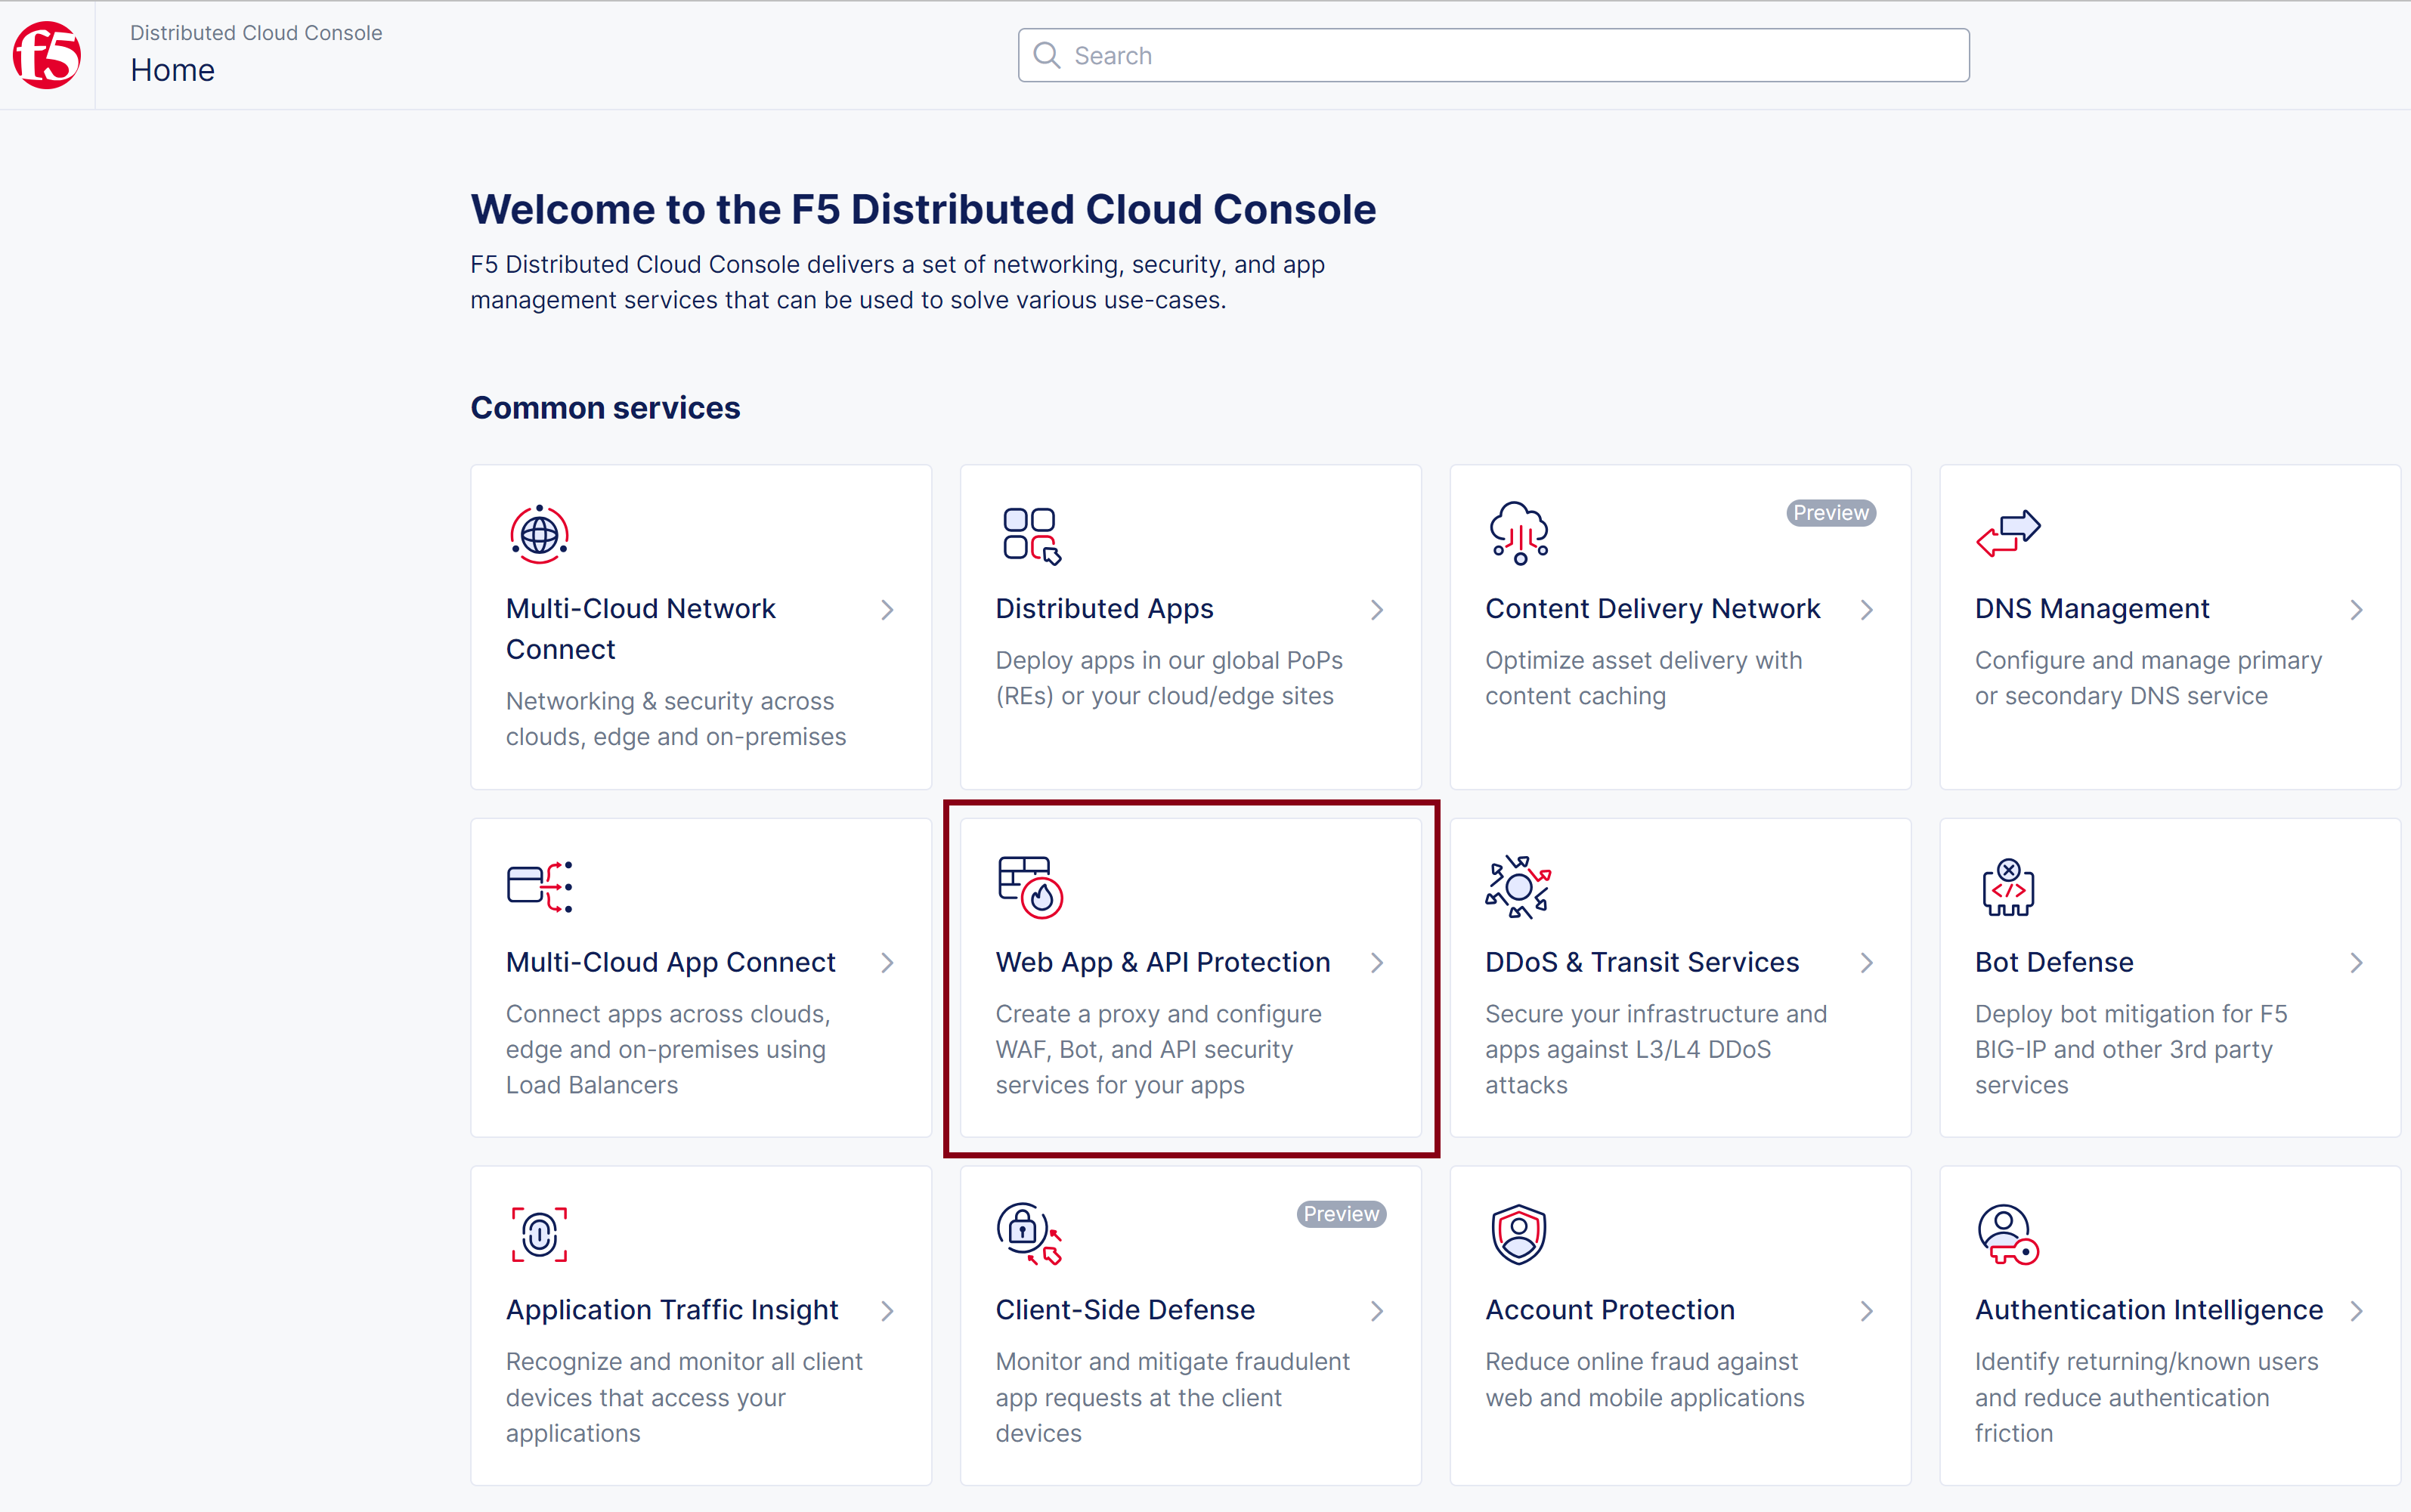 f5
Distributed Cloud Console
Home
Search
Welcome to the F5 Distributed Cloud Console
F5 Distributed Cloud Console delivers a set of networking, security, and app
management services that can be used to solve various use-cases.
Common services
Multi-Cloud Network
Connect
Networking & security across
clouds, edge and on-premises
Distributed Apps
Deploy apps in our global PoPs
(REs) or your cloud/edge sites
Preview
Content Delivery Network
Optimize asset delivery with
content caching
DNS Management
Configure and manage primary
or secondary DNS service
Multi-Cloud App Connect
Connect apps across clouds,
edge and on-premises using
Load Balancers
Web App & API Protection
Create a proxy and configure
WAF, Bot, and API security
services for your apps
DDoS & Transit Services
Secure your infrastructure and
apps against L3/L4 DDoS
attacks
Bot Defense
Deploy bot mitigation for F5
BIG-IP and other 3rd party
services
Application Traffic Insight
Recognize and monitor all client
devices that access your
applications
Preview
Client-Side Defense
Monitor and mitigate fraudulent
app requests at the client
devices
Account Protection
Reduce online fraud against
web and mobile applications
Authentication Intelligence
Identify returning/known users
and reduce authentication
friction